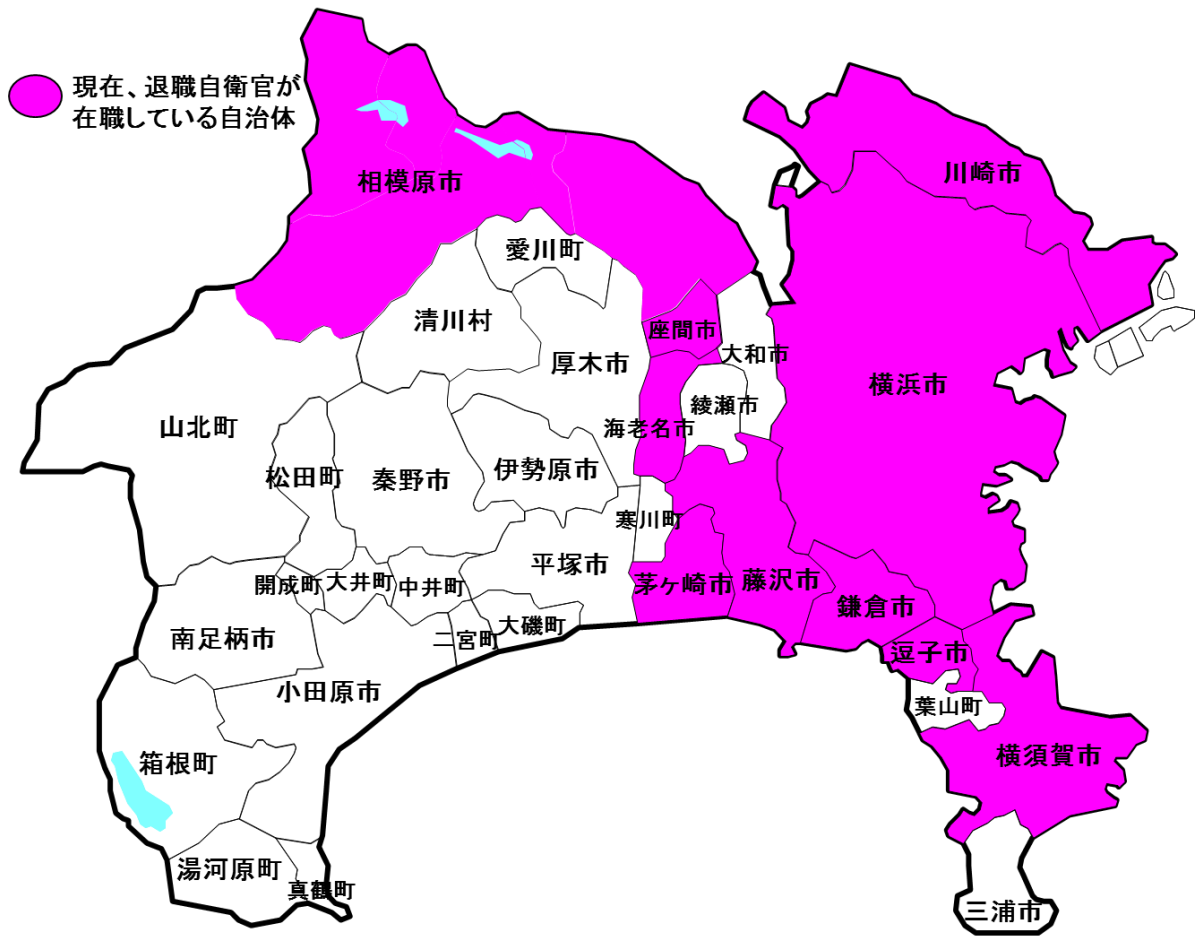 現在、退職自衛官が
在職している自治体
川崎市
相模原市
愛川町
清川村
座間市
大和市
厚木市
横浜市
綾瀬市
山北町
海老名市
伊勢原市
松田町
秦野市
寒川町
平塚市
開成町
大井町
中井町
茅ヶ崎市
藤沢市
鎌倉市
大磯町
南足柄市
二宮町
逗子市
小田原市
葉山町
横須賀市
箱根町
湯河原町
真鶴町
三浦市